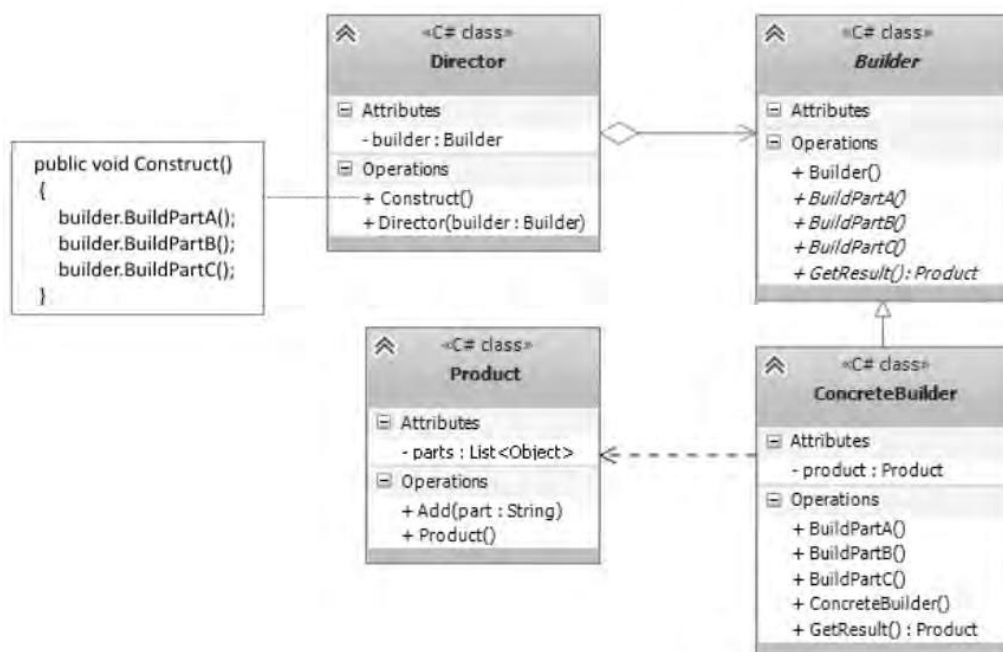 «C# class»
Director
Attributes
- builder : Builder
Operations
+ Construct()
+ Director(builder : Builder)
«C# class»
Builder
Attributes
Operations
+ Builder()
+ BuildPartA()
+ BuildPartB()
+ BuildPartC()
+ GetResult() : Product
public void Construct()
{
builder.BuildPartA();
builder.BuildPartB();
builder.BuildPartC();
}
«C# class»
Product
Attributes
- parts : List<Object>
Operations
+ Add(part : String)
+ Product()
«C# class»
ConcreteBuilder
Attributes
- product : Product
Operations
+ BuildPartA()
+ BuildPartB()
+ BuildPartC()
+ ConcreteBuilder()
+ GetResult() : Product